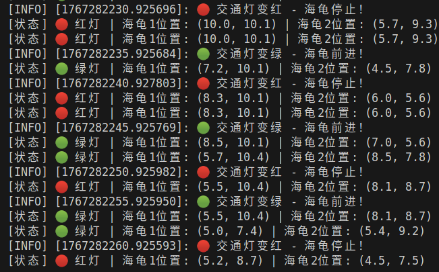 [INFO] [1767282230.925696]: 🔴 交通灯变红 - 海龟停止!
[状态] 🔴 红灯 | 海龟1位置: (10.0, 10.1) | 海龟2位置: (5.7, 9.3)
[状态] 🔴 红灯 | 海龟1位置: (10.0, 10.1) | 海龟2位置: (5.7, 9.3)
[INFO] [1767282235.925684]: 🟢 交通灯变绿 - 海龟前进!
[状态] 🟢 绿灯 | 海龟1位置: (7.2, 10.1) | 海龟2位置: (4.5, 7.8)
[INFO] [1767282240.927803]: 🔴 交通灯变红 - 海龟停止!
[状态] 🔴 红灯 | 海龟1位置: (8.3, 10.1) | 海龟2位置: (6.0, 5.6)
[状态] 🔴 红灯 | 海龟1位置: (8.3, 10.1) | 海龟2位置: (6.0, 5.6)
[INFO] [1767282245.925769]: 🟢 交通灯变绿 - 海龟前进!
[状态] 🟢 绿灯 | 海龟1位置: (8.5, 10.1) | 海龟2位置: (7.0, 5.6)
[状态] 🟢 绿灯 | 海龟1位置: (5.7, 10.4) | 海龟2位置: (8.5, 7.8)
[INFO] [1767282250.925982]: 🔴 交通灯变红 - 海龟停止!
[状态] 🔴 红灯 | 海龟1位置: (5.5, 10.4) | 海龟2位置: (8.1, 8.7)
[INFO] [1767282255.925950]: 🟢 交通灯变绿 - 海龟前进!
[状态] 🟢 绿灯 | 海龟1位置: (5.5, 10.4) | 海龟2位置: (8.1, 8.7)
[状态] 🟢 绿灯 | 海龟1位置: (5.0, 7.4) | 海龟2位置: (5.4, 9.2)
[INFO] [1767282260.925593]: 🔴 交通灯变红 - 海龟停止!
[状态] 🔴 红灯 | 海龟1位置: (5.2, 8.7) | 海龟2位置: (4.5, 7.5)